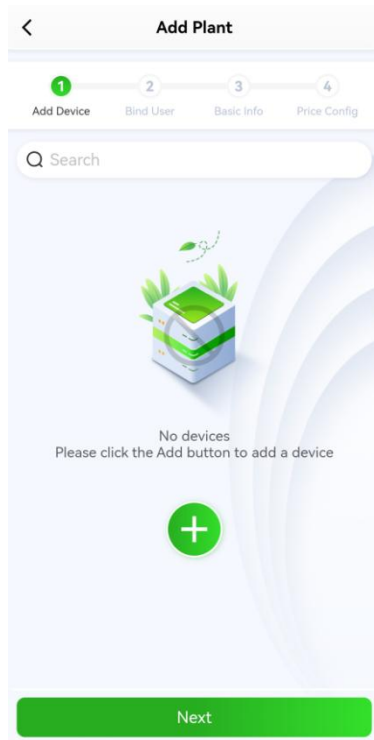 Add Plant
1 2 3 4
Add Device Bind User Basic Info Price Config
Search
No devices
Please click the Add button to add a device
Next